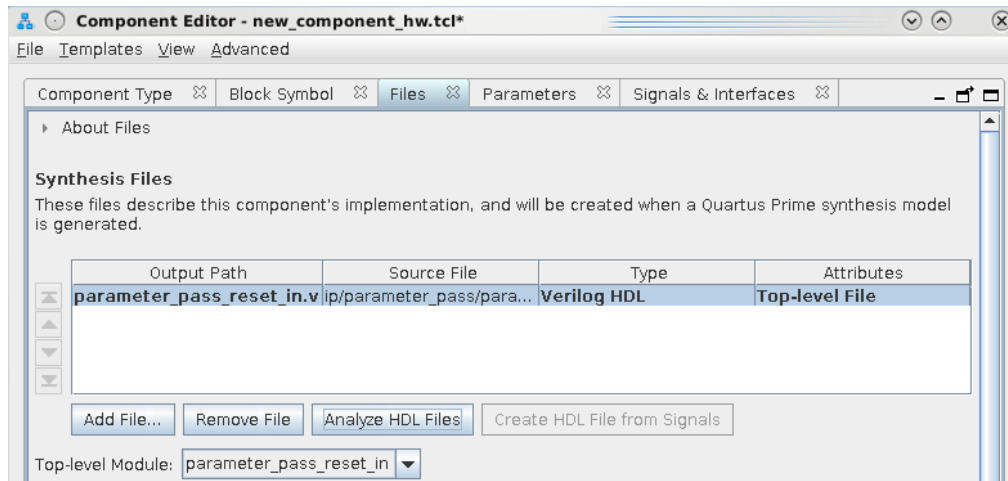 Component Editor - new_component_hw.tcl*
File Templates View Advanced
Component Type Block Symbol Files Parameters Signals & Interfaces
About Files
Synthesis Files
These files describe this component's implementation, and will be created when a Quartus Prime synthesis model
is generated.
Output Path Source File Type Attributes
parameter_pass_reset_in.v ip/parameter_pass/para... Verilog HDL Top-level File
Add File... Remove File Analyze HDL Files Create HDL File from Signals
Top-level Module: parameter_pass_reset_in